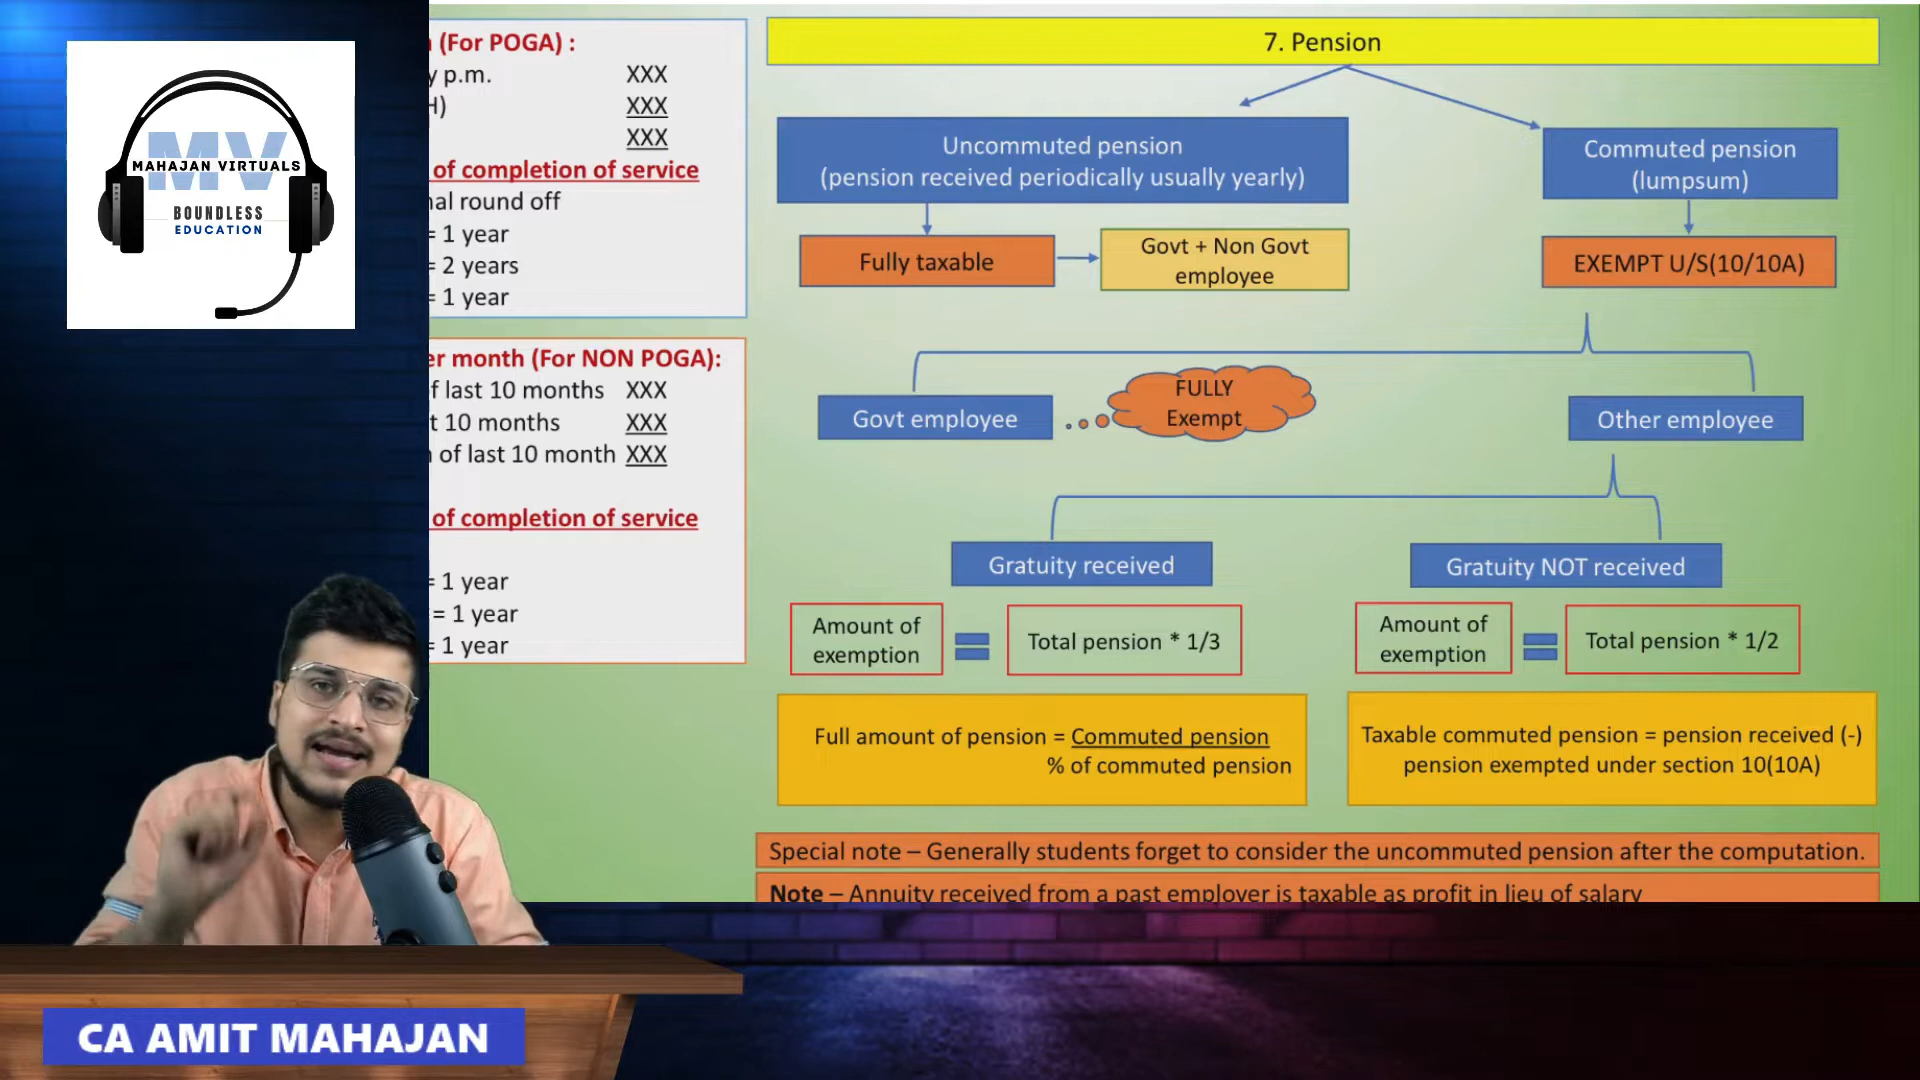 MV
MAHAJAN VIRTUALS
BOUNDLESS
EDUCATION
(For POGA) :
p.m. XXX
XXX
XXX
of completion of service
round off
= 1 year
= 2 years
= 1 year
month (For NON POGA):
last 10 months XXX
10 months XXX
of last 10 month XXX
of completion of service
= 1 year
= 1 year
= 1 year
7. Pension
Uncommuted pension
(pension received periodically usually yearly)
Commuted pension
(lumpsum)
Fully taxable
Govt + Non Govt
employee
EXEMPT U/S(10/10A)
Govt employee
FULLY
Exempt
Other employee
Gratuity received
Gratuity NOT received
Amount of
exemption
Total pension * 1/3
Amount of
exemption
Total pension * 1/2
Full amount of pension = Commuted pension
% of commuted pension
Taxable commuted pension = pension received (-)
pension exempted under section 10(10A)
Special note – Generally students forget to consider the uncommuted pension after the computation.
Note – Annuity received from a past employer is taxable as profit in lieu of salary
CA AMIT MAHAJAN